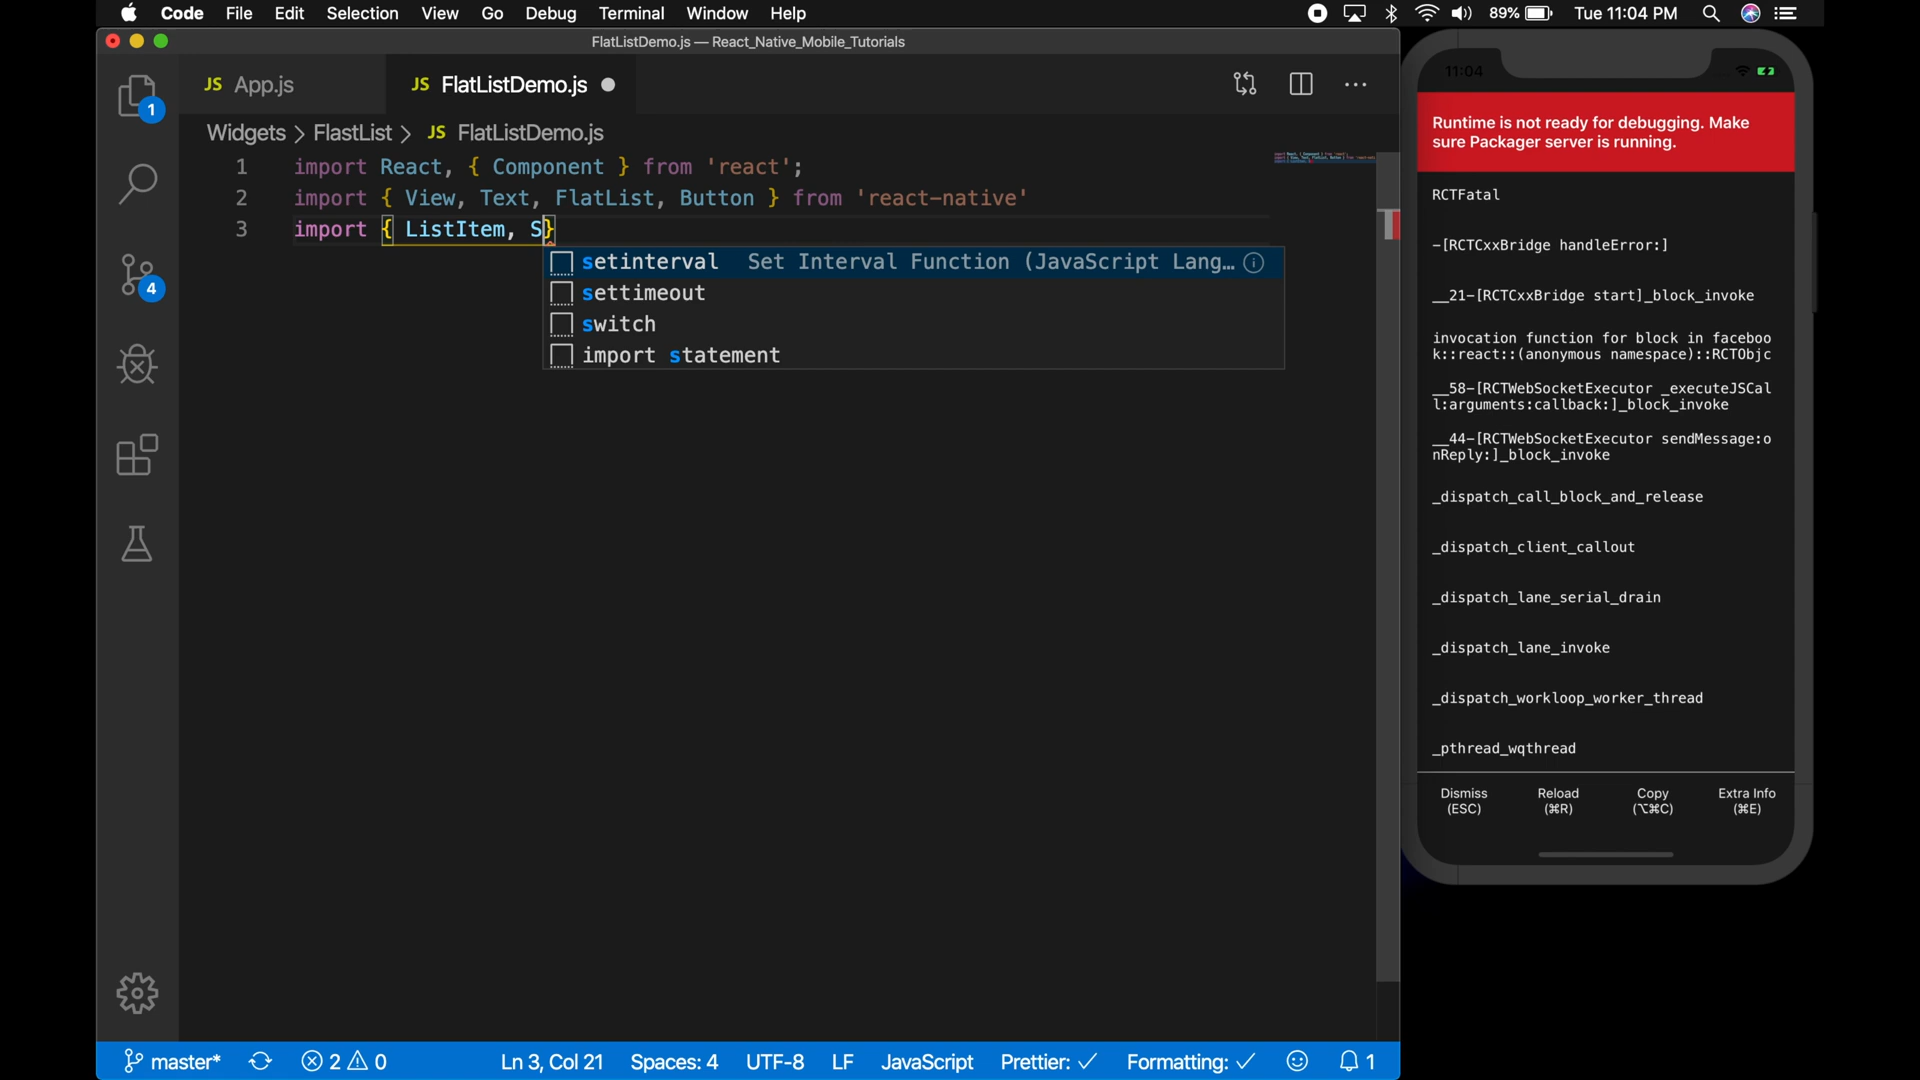 Code File Edit Selection View Go Debug Terminal Window Help 89% Tue 11:04 PM
FlatListDemo.js — React_Native_Mobile_Tutorials
JS App.js JS FlatListDemo.js
Widgets > FlastList > JS FlatListDemo.js
1 import React, { Component } from 'react';
2 import { View, Text, FlatList, Button } from 'react-native'
3 import { ListItem, S}
setinterval Set Interval Function (JavaScript Lang…
settimeout
switch
import statement
1
4
master* 2 0 Ln 3, Col 21 Spaces: 4 UTF-8 LF JavaScript Prettier: ✓ Formatting: ✓ 1
11:04
Runtime is not ready for debugging. Make
sure Packager server is running.
RCTFatal
-[RCTCxxBridge handleError:]
__21-[RCTCxxBridge start]_block_invoke
invocation function for block in faceboo
k::react::(anonymous namespace)::RCTObjc
__58-[RCTWebSocketExecutor _executeJSCal
l:arguments:callback:]_block_invoke
__44-[RCTWebSocketExecutor sendMessage:o
nReply:]_block_invoke
_dispatch_call_block_and_release
_dispatch_client_callout
_dispatch_lane_serial_drain
_dispatch_lane_invoke
_dispatch_workloop_worker_thread
_pthread_wqthread
Dismiss Reload Copy Extra Info
(ESC) (⌘R) (⌥⌘C) (⌘E)